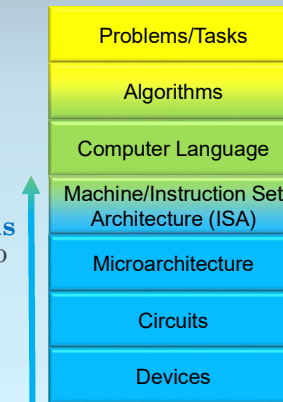 Problems/Tasks
Algorithms
Computer Language
Machine/Instruction Set
Architecture (ISA)
Microarchitecture
Circuits
Devices